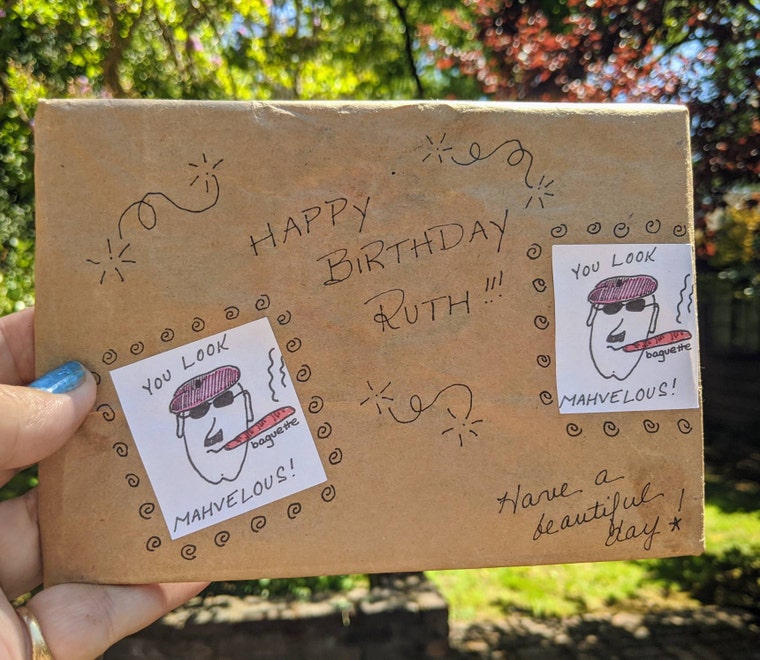 HAPPY
BIRTHDAY
RUTH!!!
YOU LOOK
baguette
MAHVELOUS!
YOU LOOK
baguette
MAHVELOUS!
Have a
beautiful
day!